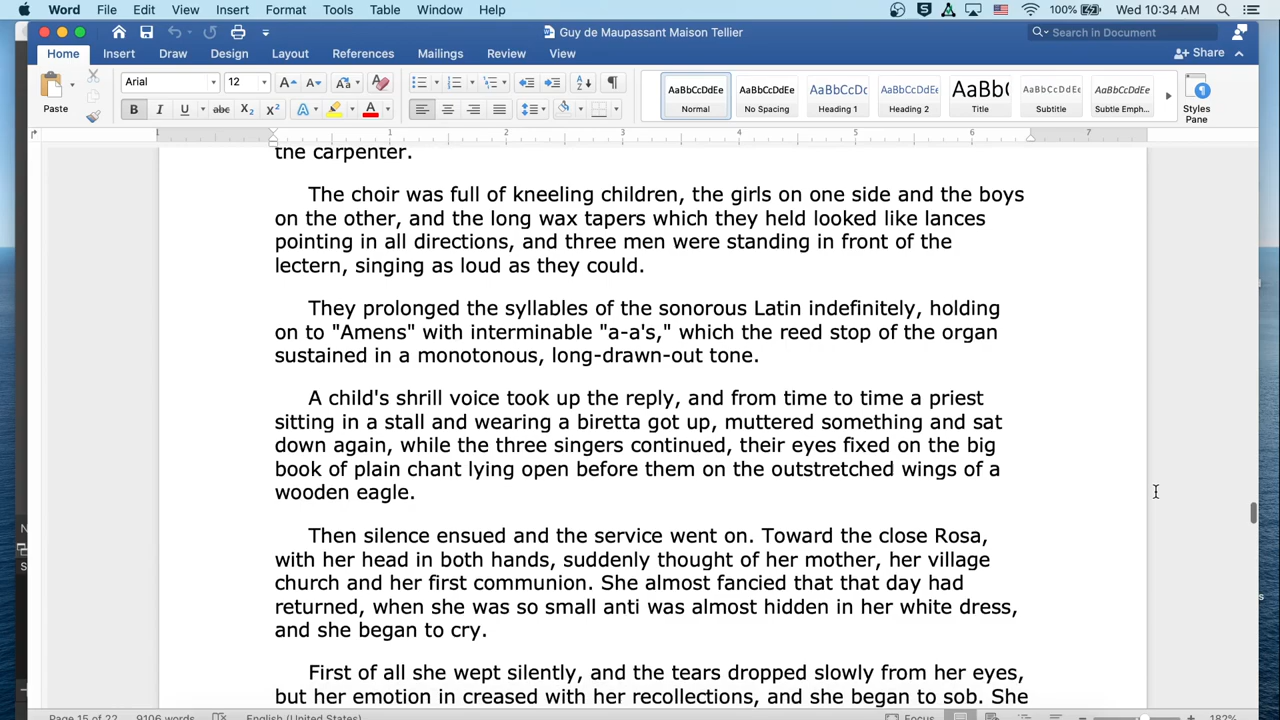 Word File Edit View Insert Format Tools Table Window Help 100% Wed 10:34 AM
Guy de Maupassant Maison Tellier Search in Document
Home Insert Draw Design Layout References Mailings Review View Share
Paste Arial 12 AaBbCcDdEe AaBbCcDdEe AaBbCcDc AaBbCcDdEe AaBbC AaBbCcDdEe AaBbCcDdEe
Normal No Spacing Heading 1 Heading 2 Title Subtitle Subtle Emph... Styles Pane
1 1 2 3 4 5 6 7
the carpenter.
The choir was full of kneeling children, the girls on one side and the boys
on the other, and the long wax tapers which they held looked like lances
pointing in all directions, and three men were standing in front of the
lectern, singing as loud as they could.
They prolonged the syllables of the sonorous Latin indefinitely, holding
on to "Amens" with interminable "a-a's," which the reed stop of the organ
sustained in a monotonous, long-drawn-out tone.
A child's shrill voice took up the reply, and from time to time a priest
sitting in a stall and wearing a biretta got up, muttered something and sat
down again, while the three singers continued, their eyes fixed on the big
book of plain chant lying open before them on the outstretched wings of a
wooden eagle.
Then silence ensued and the service went on. Toward the close Rosa,
with her head in both hands, suddenly thought of her mother, her village
church and her first communion. She almost fancied that that day had
returned, when she was so small anti was almost hidden in her white dress,
and she began to cry.
First of all she wept silently, and the tears dropped slowly from her eyes,
but her emotion in creased with her recollections, and she began to sob. She
Page 15 of 22 9106 words English (United States) Focus 182%